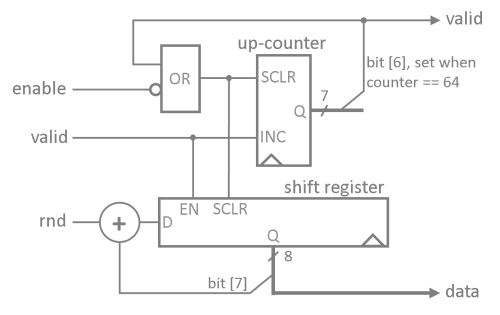 valid
up-counter
bit [6], set when
counter == 64
OR
SCLR
enable
7
Q
valid
INC
shift register
EN SCLR
rnd
+
D
Q
8
bit [7]
data